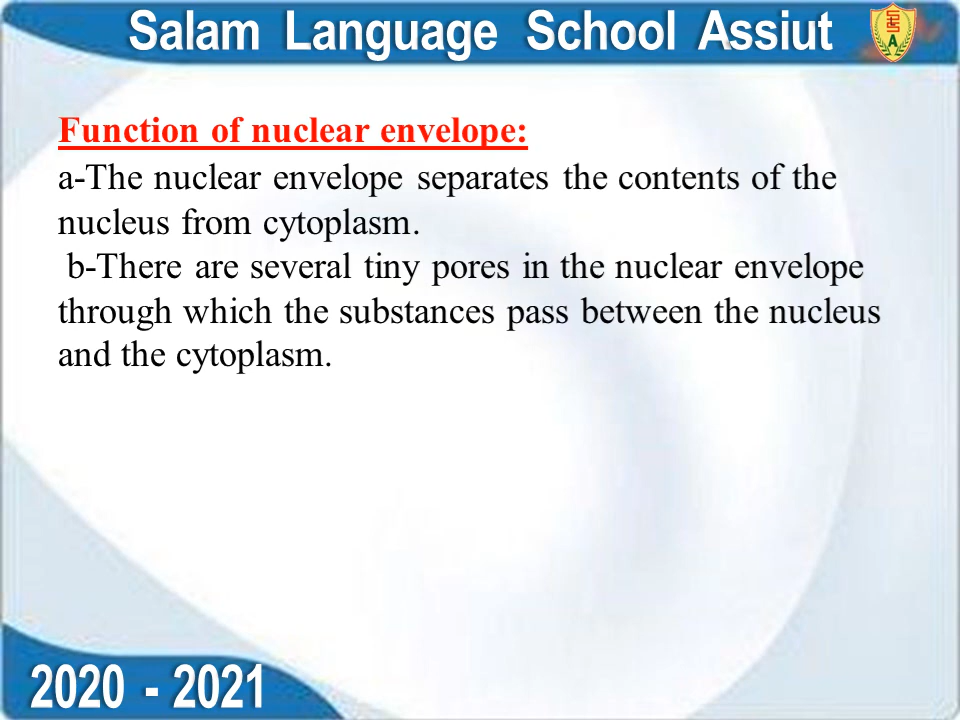 Salam Language School Assiut
Function of nuclear envelope:
a-The nuclear envelope separates the contents of the
nucleus from cytoplasm.
b-There are several tiny pores in the nuclear envelope
through which the substances pass between the nucleus
and the cytoplasm.
2020 - 2021